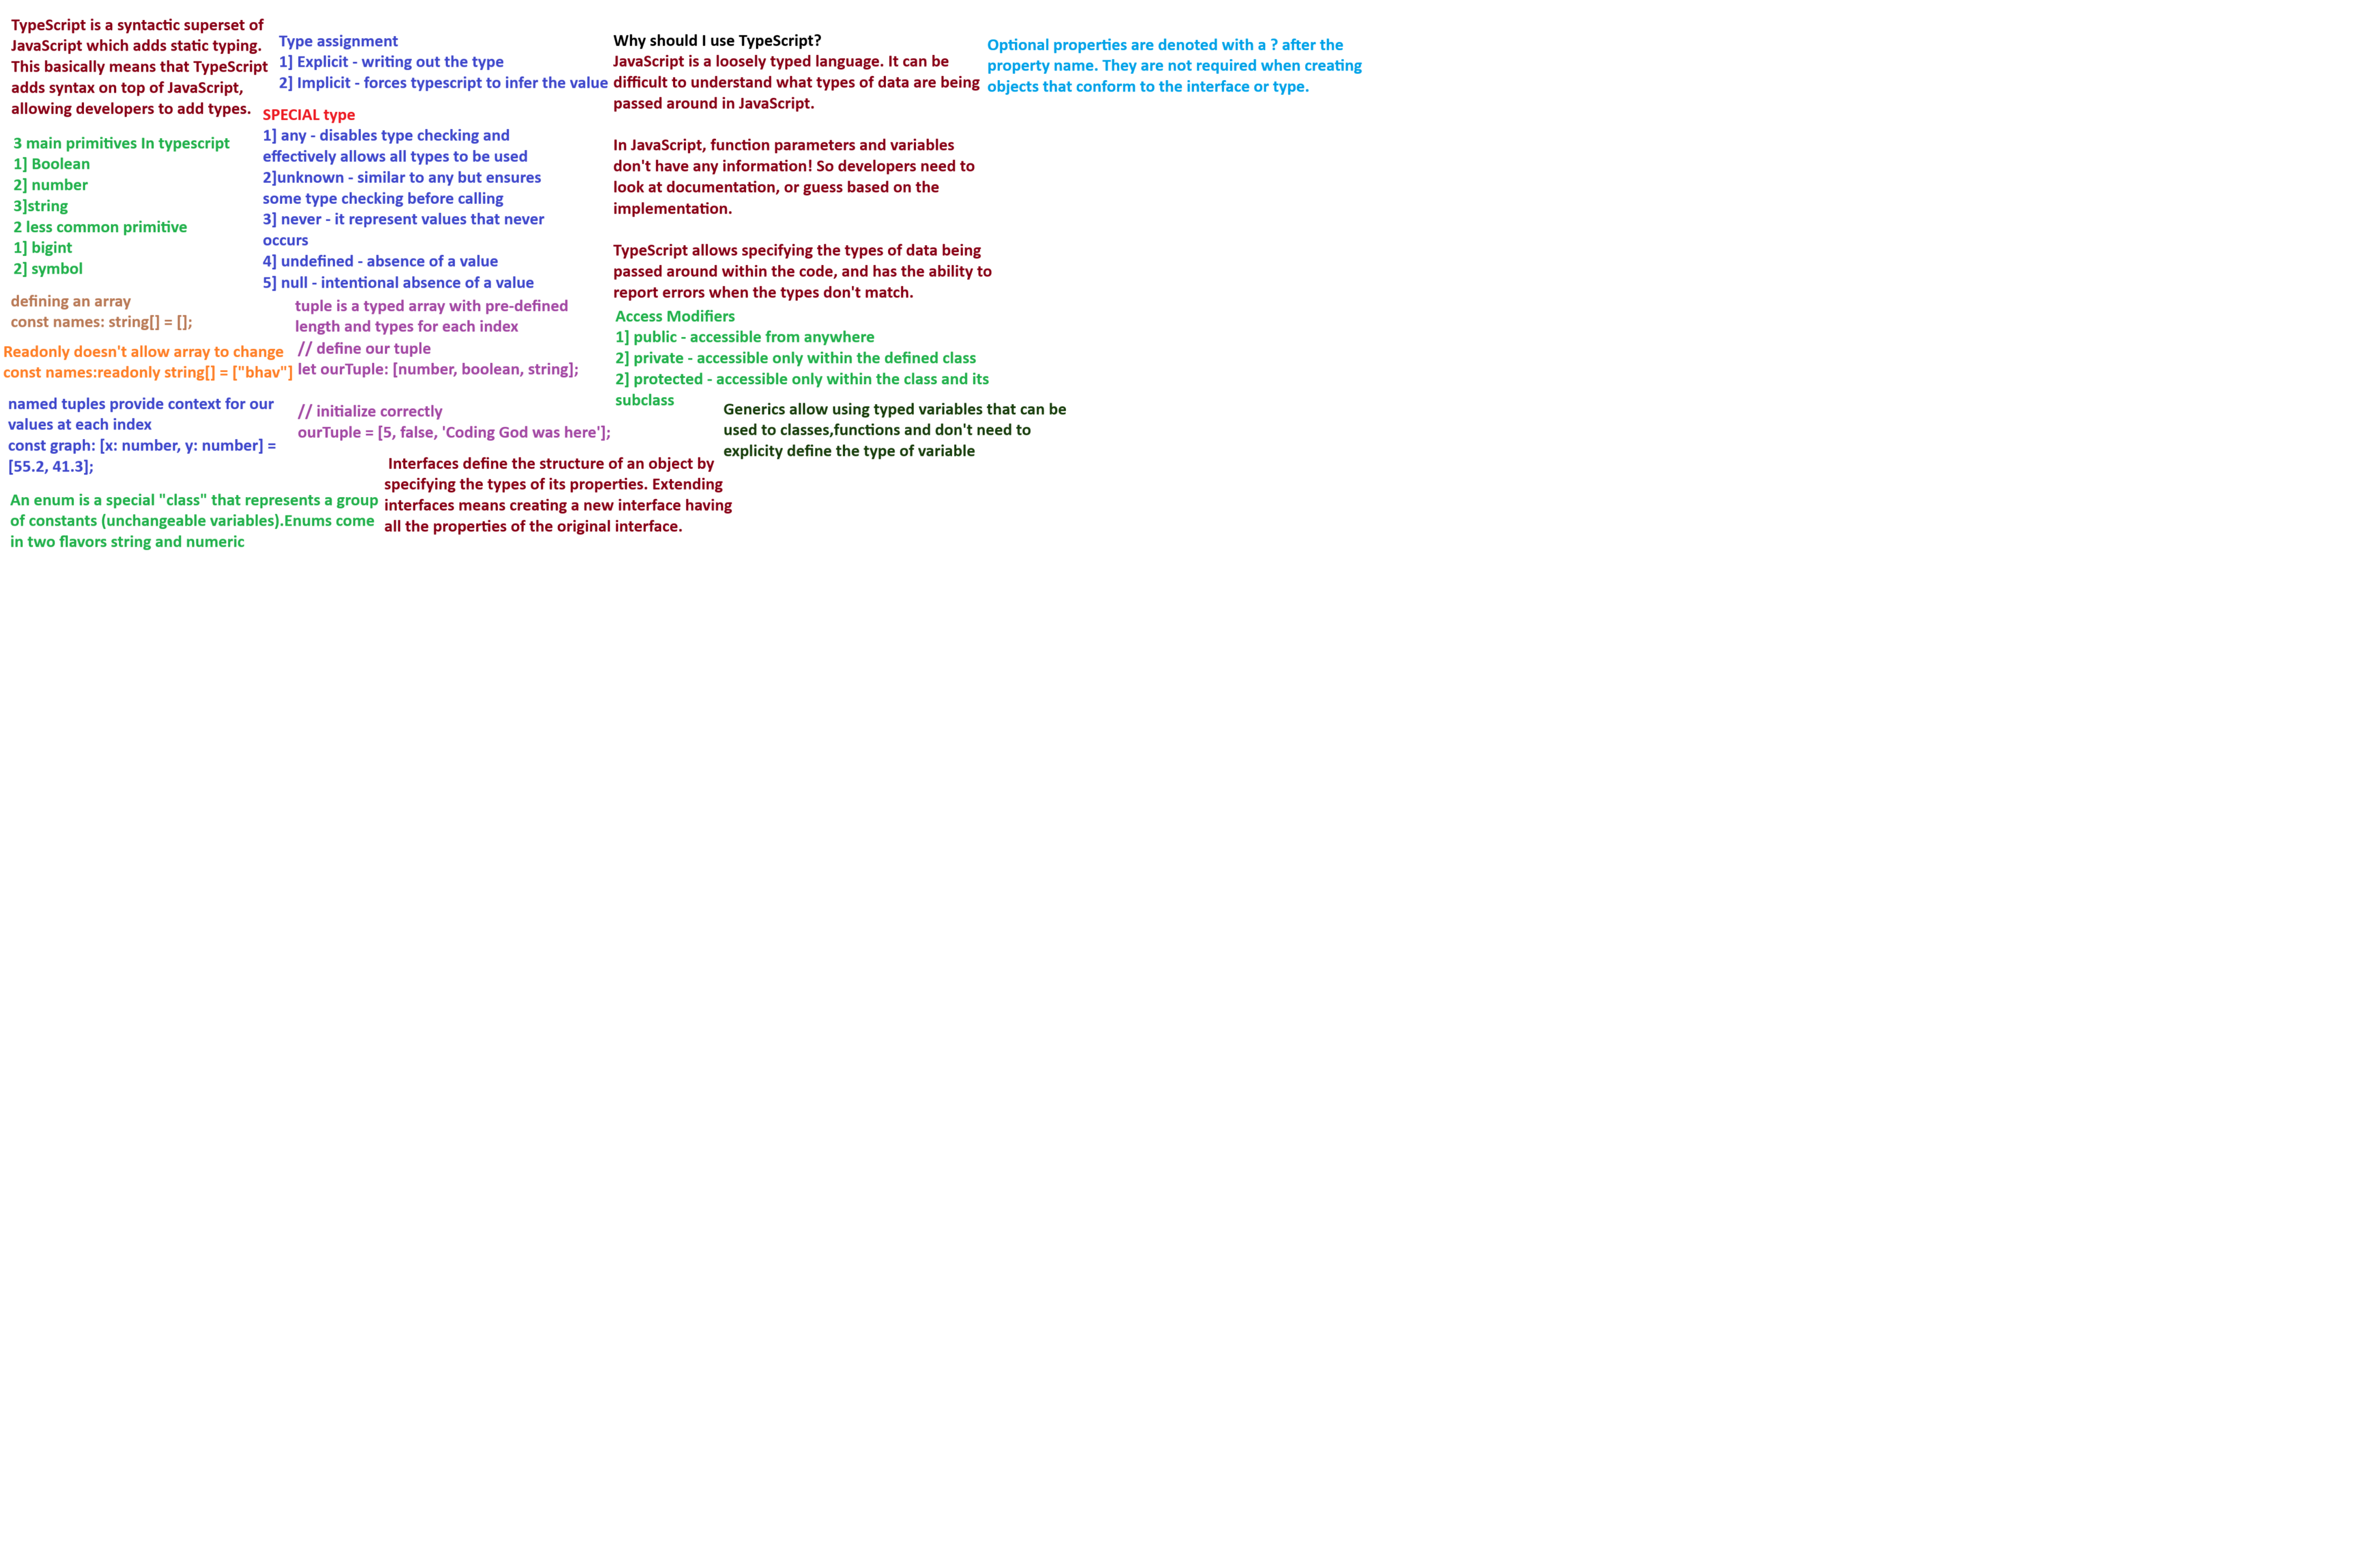 TypeScript is a syntactic superset of
JavaScript which adds static typing.
This basically means that TypeScript
adds syntax on top of JavaScript,
allowing developers to add types.
3 main primitives In typescript
1] Boolean
2] number
3]string
2 less common primitive
1] bigint
2] symbol
defining an array
const names: string[] = [];
Readonly doesn't allow array to change
const names:readonly string[] = ["bhav"]
named tuples provide context for our
values at each index
const graph: [x: number, y: number] =
[55.2, 41.3];
An enum is a special "class" that represents a group
of constants (unchangeable variables).Enums come
in two flavors string and numeric
Type assignment
1] Explicit - writing out the type
2] Implicit - forces typescript to infer the value
SPECIAL type
1] any - disables type checking and
effectively allows all types to be used
2]unknown - similar to any but ensures
some type checking before calling
3] never - it represent values that never
occurs
4] undefined - absence of a value
5] null - intentional absence of a value
tuple is a typed array with pre-defined
length and types for each index
// define our tuple
let ourTuple: [number, boolean, string];
// initialize correctly
ourTuple = [5, false, 'Coding God was here'];
Interfaces define the structure of an object by
specifying the types of its properties. Extending
interfaces means creating a new interface having
all the properties of the original interface.
Why should I use TypeScript?
JavaScript is a loosely typed language. It can be
difficult to understand what types of data are being
passed around in JavaScript.
In JavaScript, function parameters and variables
don't have any information! So developers need to
look at documentation, or guess based on the
implementation.
TypeScript allows specifying the types of data being
passed around within the code, and has the ability to
report errors when the types don't match.
Access Modifiers
1] public - accessible from anywhere
2] private - accessible only within the defined class
2] protected - accessible only within the class and its
subclass
Generics allow using typed variables that can be
used to classes,functions and don't need to
explicity define the type of variable
Optional properties are denoted with a ? after the
property name. They are not required when creating
objects that conform to the interface or type.